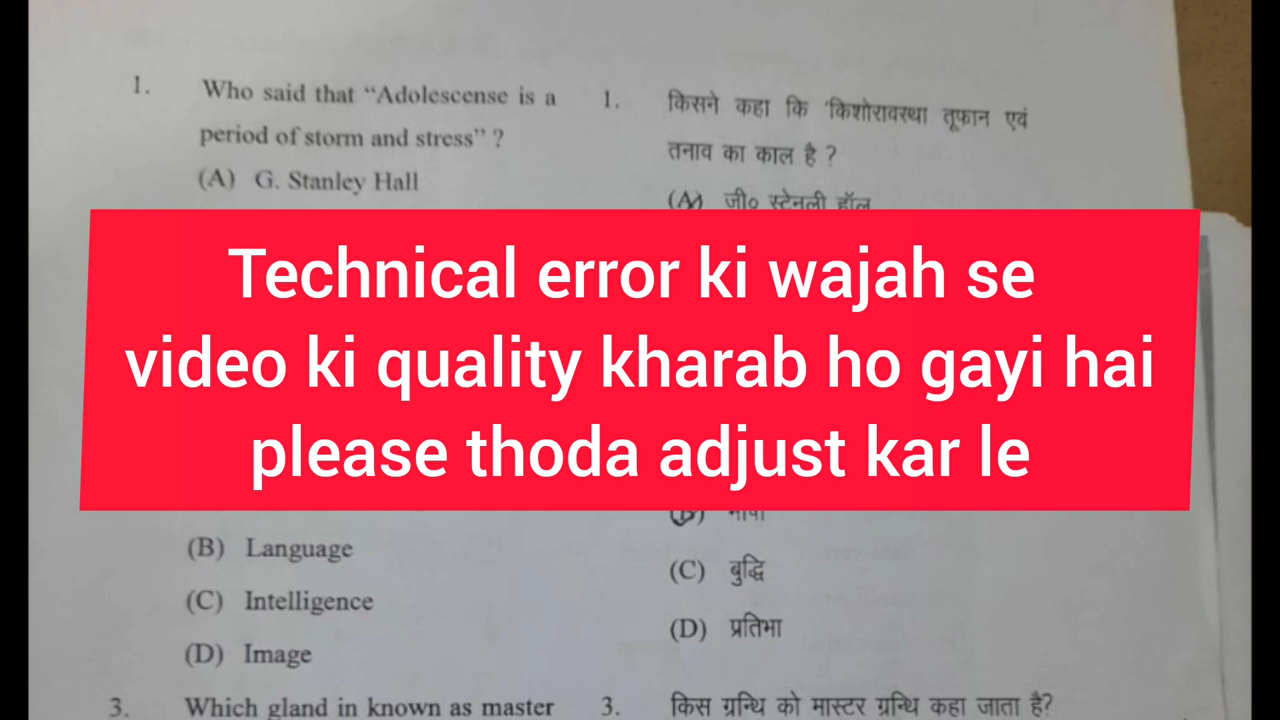 1. Who said that “Adolescense is a
period of storm and stress” ?
(A) G. Stanley Hall
1. किसने कहा कि ‘किशोरावस्था तूफान एवं
तनाव का काल है ?
(A) जी० स्टेनली हॉल
Technical error ki wajah se
video ki quality kharab ho gayi hai
please thoda adjust kar le
(B) Language
(C) Intelligence
(D) Image
(B) भाषा
(C) बुद्धि
(D) प्रतिभा
3. Which gland in known as master
3. किस ग्रन्थि को मास्टर ग्रन्थि कहा जाता है?